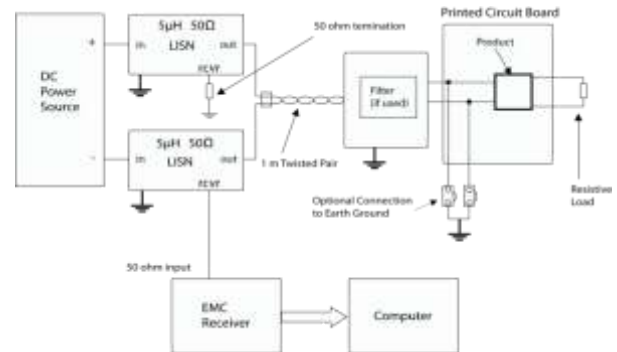 Printed Circuit Board
5µH 50Ω
LISN
in
out
RCVR
+
50 ohm temination
Product
DC
Power
Source
Filter
(if used)
5µH 50Ω
LISN
in
out
RCVR
-
1 m Twisted Pair
Optional Connection
to Earth Ground
Resistive
Load
50 ohm input
EMC
Receiver
Computer